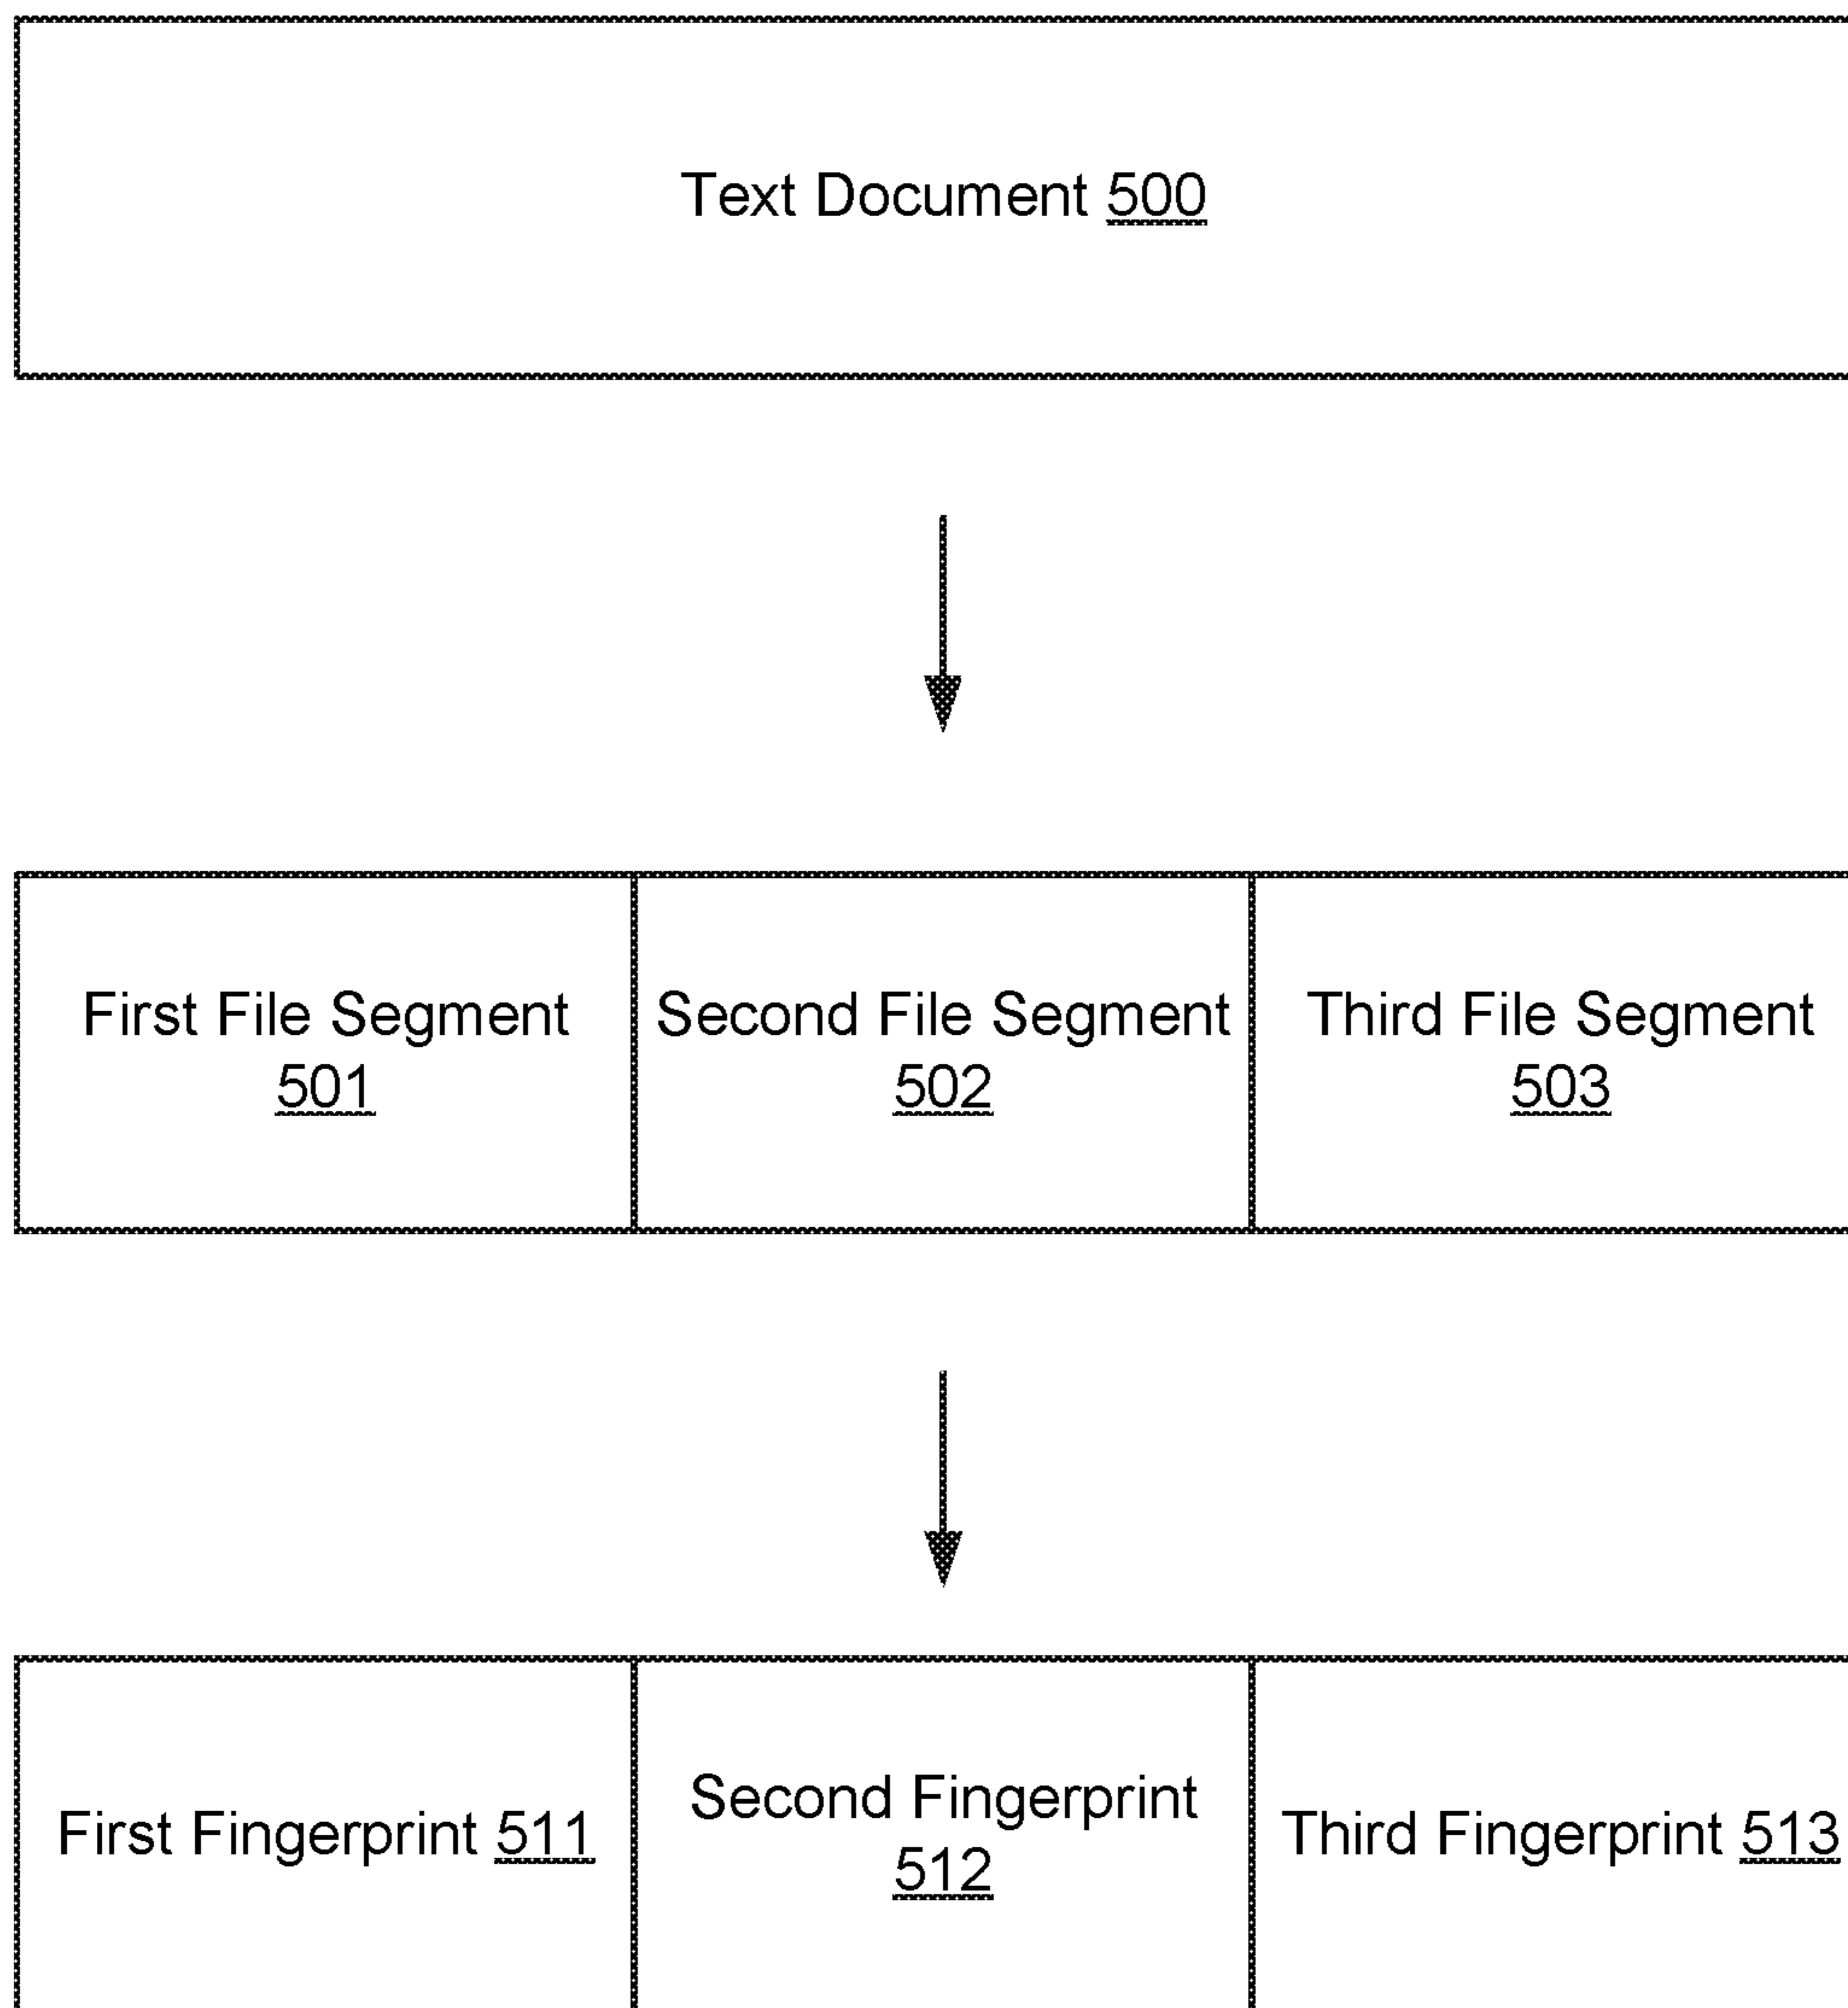 Text Document 500
First File Segment
501
Second File Segment
502
Third File Segment
503
First Fingerprint 511
Second Fingerprint
512
Third Fingerprint 513